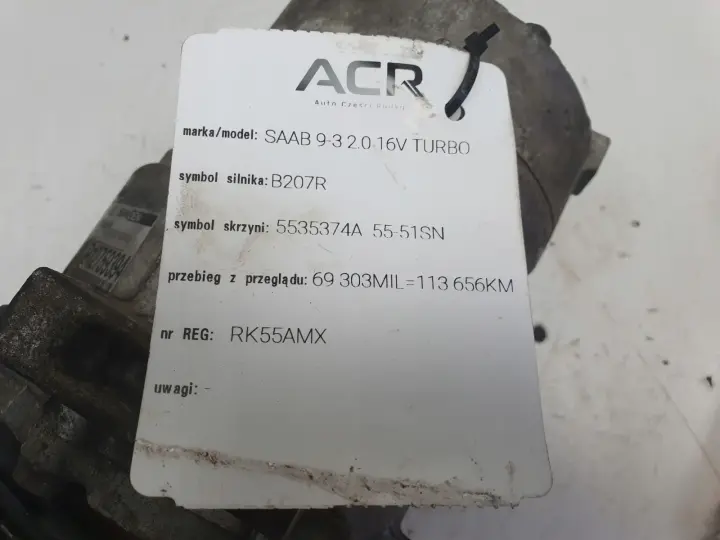 ACR
marka/model: SAAB 9-3 2.0 16V TURBO
symbol silnika: B207R
symbol skrzyni: 5535374A 55-51SN
przebieg z przeglądu: 69 303MIL=113 656KM
nr REG: RK55AMX
uwagi: -